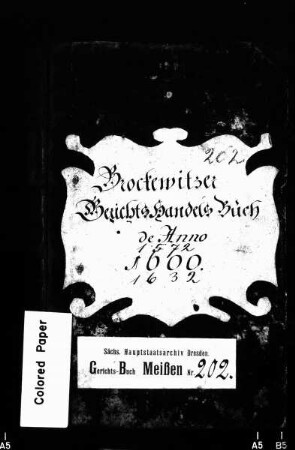 202
Brockewitzer
Gerichts Handels Buch
de Anno
1572
1600.
1632
Colored Paper
Sächs. Hauptstaatsarchiv Dresden.
Gerichts-Buch Meißen Nr. 202.
A5
A5 B5